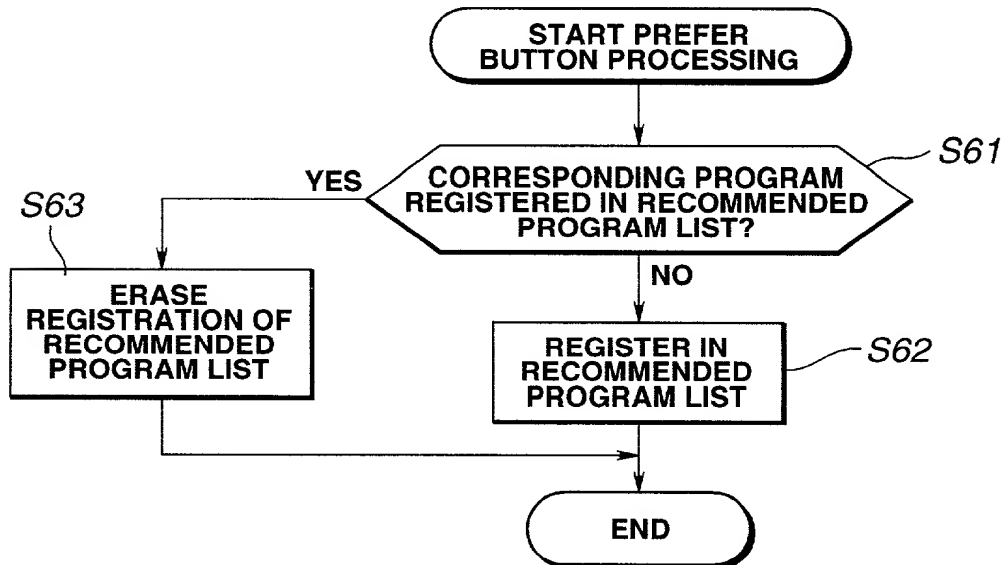 START PREFER
BUTTON PROCESSING
S61
CORRESPONDING PROGRAM
REGISTERED IN RECOMMENDED
PROGRAM LIST?
YES
NO
S63
ERASE
REGISTRATION OF
RECOMMENDED
PROGRAM LIST
S62
REGISTER IN
RECOMMENDED
PROGRAM LIST
END